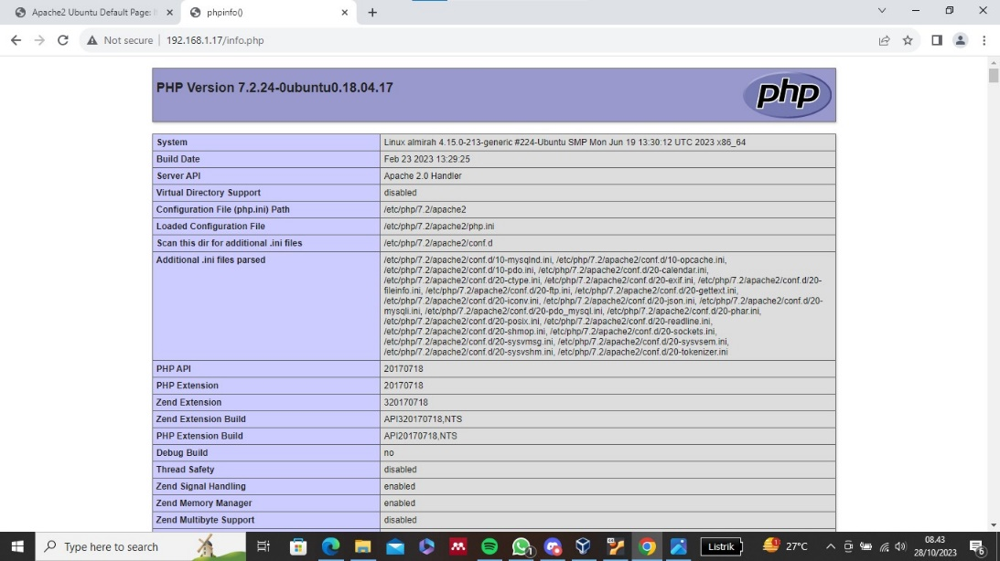 Apache2 Ubuntu Default Page:
phpinfo()
Not secure
192.168.1.17/info.php
PHP Version 7.2.24-0ubuntu0.18.04.17
php
System
Linux almirah 4.15.0-213-generic #224-Ubuntu SMP Mon Jun 19 13:30:12 UTC 2023 x86_64
Build Date
Feb 23 2023 13:29:25
Server API
Apache 2.0 Handler
Virtual Directory Support
disabled
Configuration File (php.ini) Path
/etc/php/7.2/apache2
Loaded Configuration File
/etc/php/7.2/apache2/php.ini
Scan this dir for additional .ini files
/etc/php/7.2/apache2/conf.d
Additional .ini files parsed
/etc/php/7.2/apache2/conf.d/10-mysqlnd.ini, /etc/php/7.2/apache2/conf.d/10-opcache.ini,
/etc/php/7.2/apache2/conf.d/10-pdo.ini, /etc/php/7.2/apache2/conf.d/20-calendar.ini,
/etc/php/7.2/apache2/conf.d/20-ctype.ini, /etc/php/7.2/apache2/conf.d/20-exif.ini, /etc/php/7.2/apache2/conf.d/20-
fileinfo.ini, /etc/php/7.2/apache2/conf.d/20-ftp.ini, /etc/php/7.2/apache2/conf.d/20-gettext.ini,
/etc/php/7.2/apache2/conf.d/20-iconv.ini, /etc/php/7.2/apache2/conf.d/20-json.ini, /etc/php/7.2/apache2/conf.d/20-
mysqli.ini, /etc/php/7.2/apache2/conf.d/20-pdo_mysql.ini, /etc/php/7.2/apache2/conf.d/20-phar.ini,
/etc/php/7.2/apache2/conf.d/20-posix.ini, /etc/php/7.2/apache2/conf.d/20-readline.ini,
/etc/php/7.2/apache2/conf.d/20-shmop.ini, /etc/php/7.2/apache2/conf.d/20-sockets.ini,
/etc/php/7.2/apache2/conf.d/20-sysvmsg.ini, /etc/php/7.2/apache2/conf.d/20-sysvsem.ini,
/etc/php/7.2/apache2/conf.d/20-sysvshm.ini, /etc/php/7.2/apache2/conf.d/20-tokenizer.ini
PHP API
20170718
PHP Extension
20170718
Zend Extension
320170718
Zend Extension Build
API320170718,NTS
PHP Extension Build
API20170718,NTS
Debug Build
no
Thread Safety
disabled
Zend Signal Handling
enabled
Zend Memory Manager
enabled
Zend Multibyte Support
disabled
Type here to search
Listrik
27°C
08.43
28/10/2023